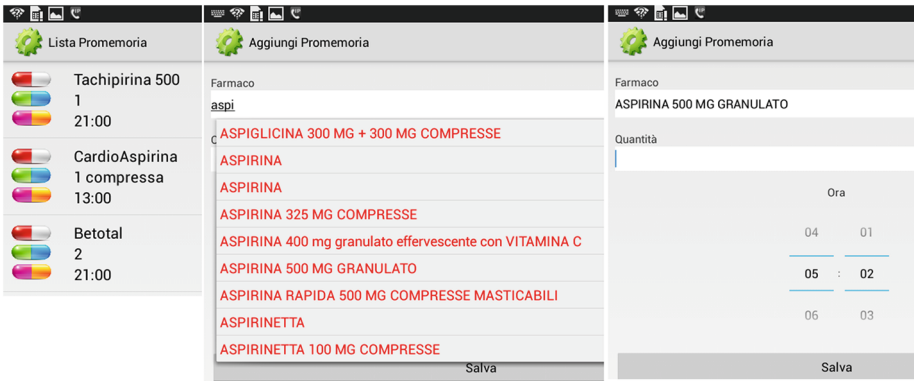 Lista Promemoria
Tachipirina 500
1
21:00
CardioAspirina
1 compressa
13:00
Betotal
2
21:00
Aggiungi Promemoria
Farmaco
aspi
ASPIGLICINA 300 MG + 300 MG COMPRESSE
ASPIRINA
ASPIRINA
ASPIRINA 325 MG COMPRESSE
ASPIRINA 400 mg granulato effervescente con VITAMINA C
ASPIRINA 500 MG GRANULATO
ASPIRINA RAPIDA 500 MG COMPRESSE MASTICABILI
ASPIRINETTA
ASPIRINETTA 100 MG COMPRESSE
Salva
Aggiungi Promemoria
Farmaco
ASPIRINA 500 MG GRANULATO
Quantità
Ora
04 01
05 : 02
06 03
Salva